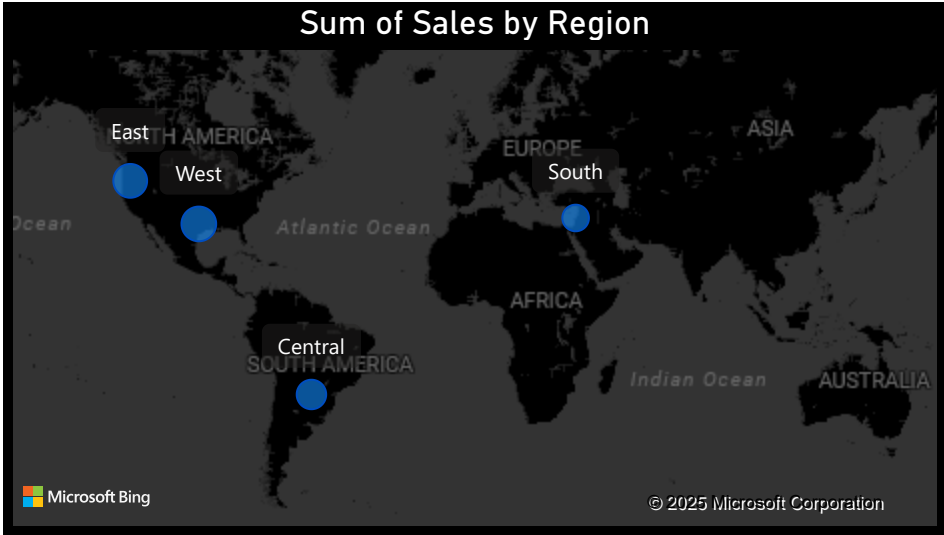 Sum of Sales by Region
East
NORTH AMERICA
West
ASIA
EUROPE
South
Ocean
Atlantic Ocean
AFRICA
Central
SOUTH AMERICA
Indian Ocean
AUSTRALIA
Microsoft Bing
© 2025 Microsoft Corporation